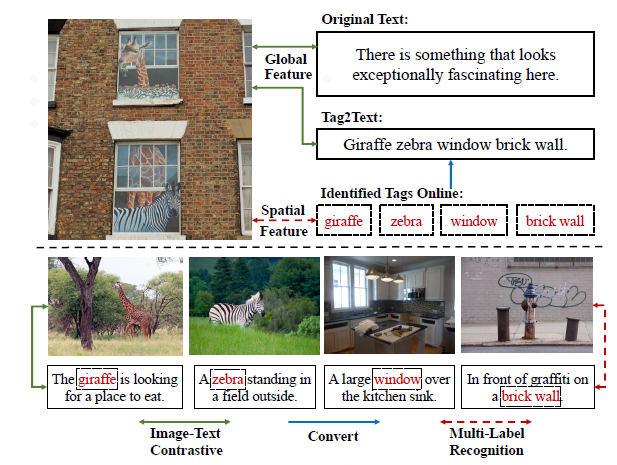 Original Text:
There is something that looks
exceptionally fascinating here.
Global
Feature
Tag2Text:
Giraffe zebra window brick wall.
Identified Tags Online:
Spatial
Feature
giraffe
zebra
window
brick wall
The giraffe is looking
for a place to eat.
A zebra standing in
a field outside.
A large window over
the kitchen sink.
In front of graffiti on
a brick wall.
Image-Text
Contrastive
Convert
Multi-Label
Recognition